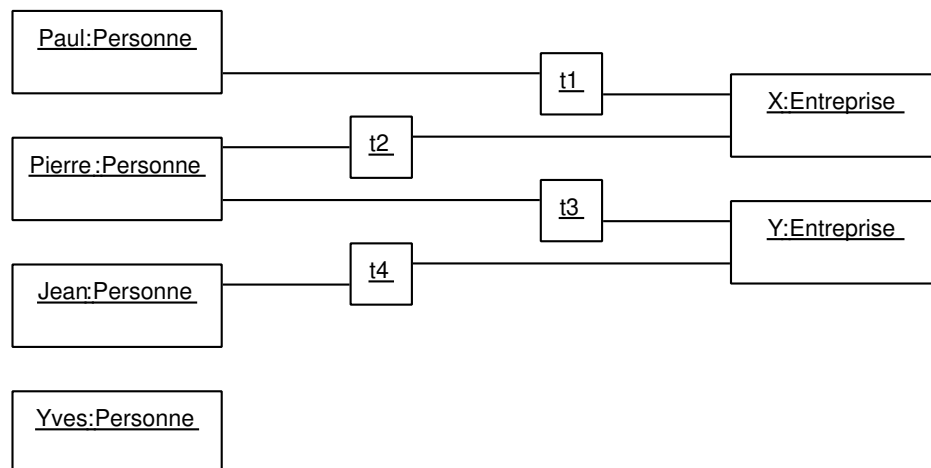 Paul:Personne
t1
X:Entreprise
t2
Pierre:Personne
t3
Y:Entreprise
t4
Jean:Personne
Yves:Personne